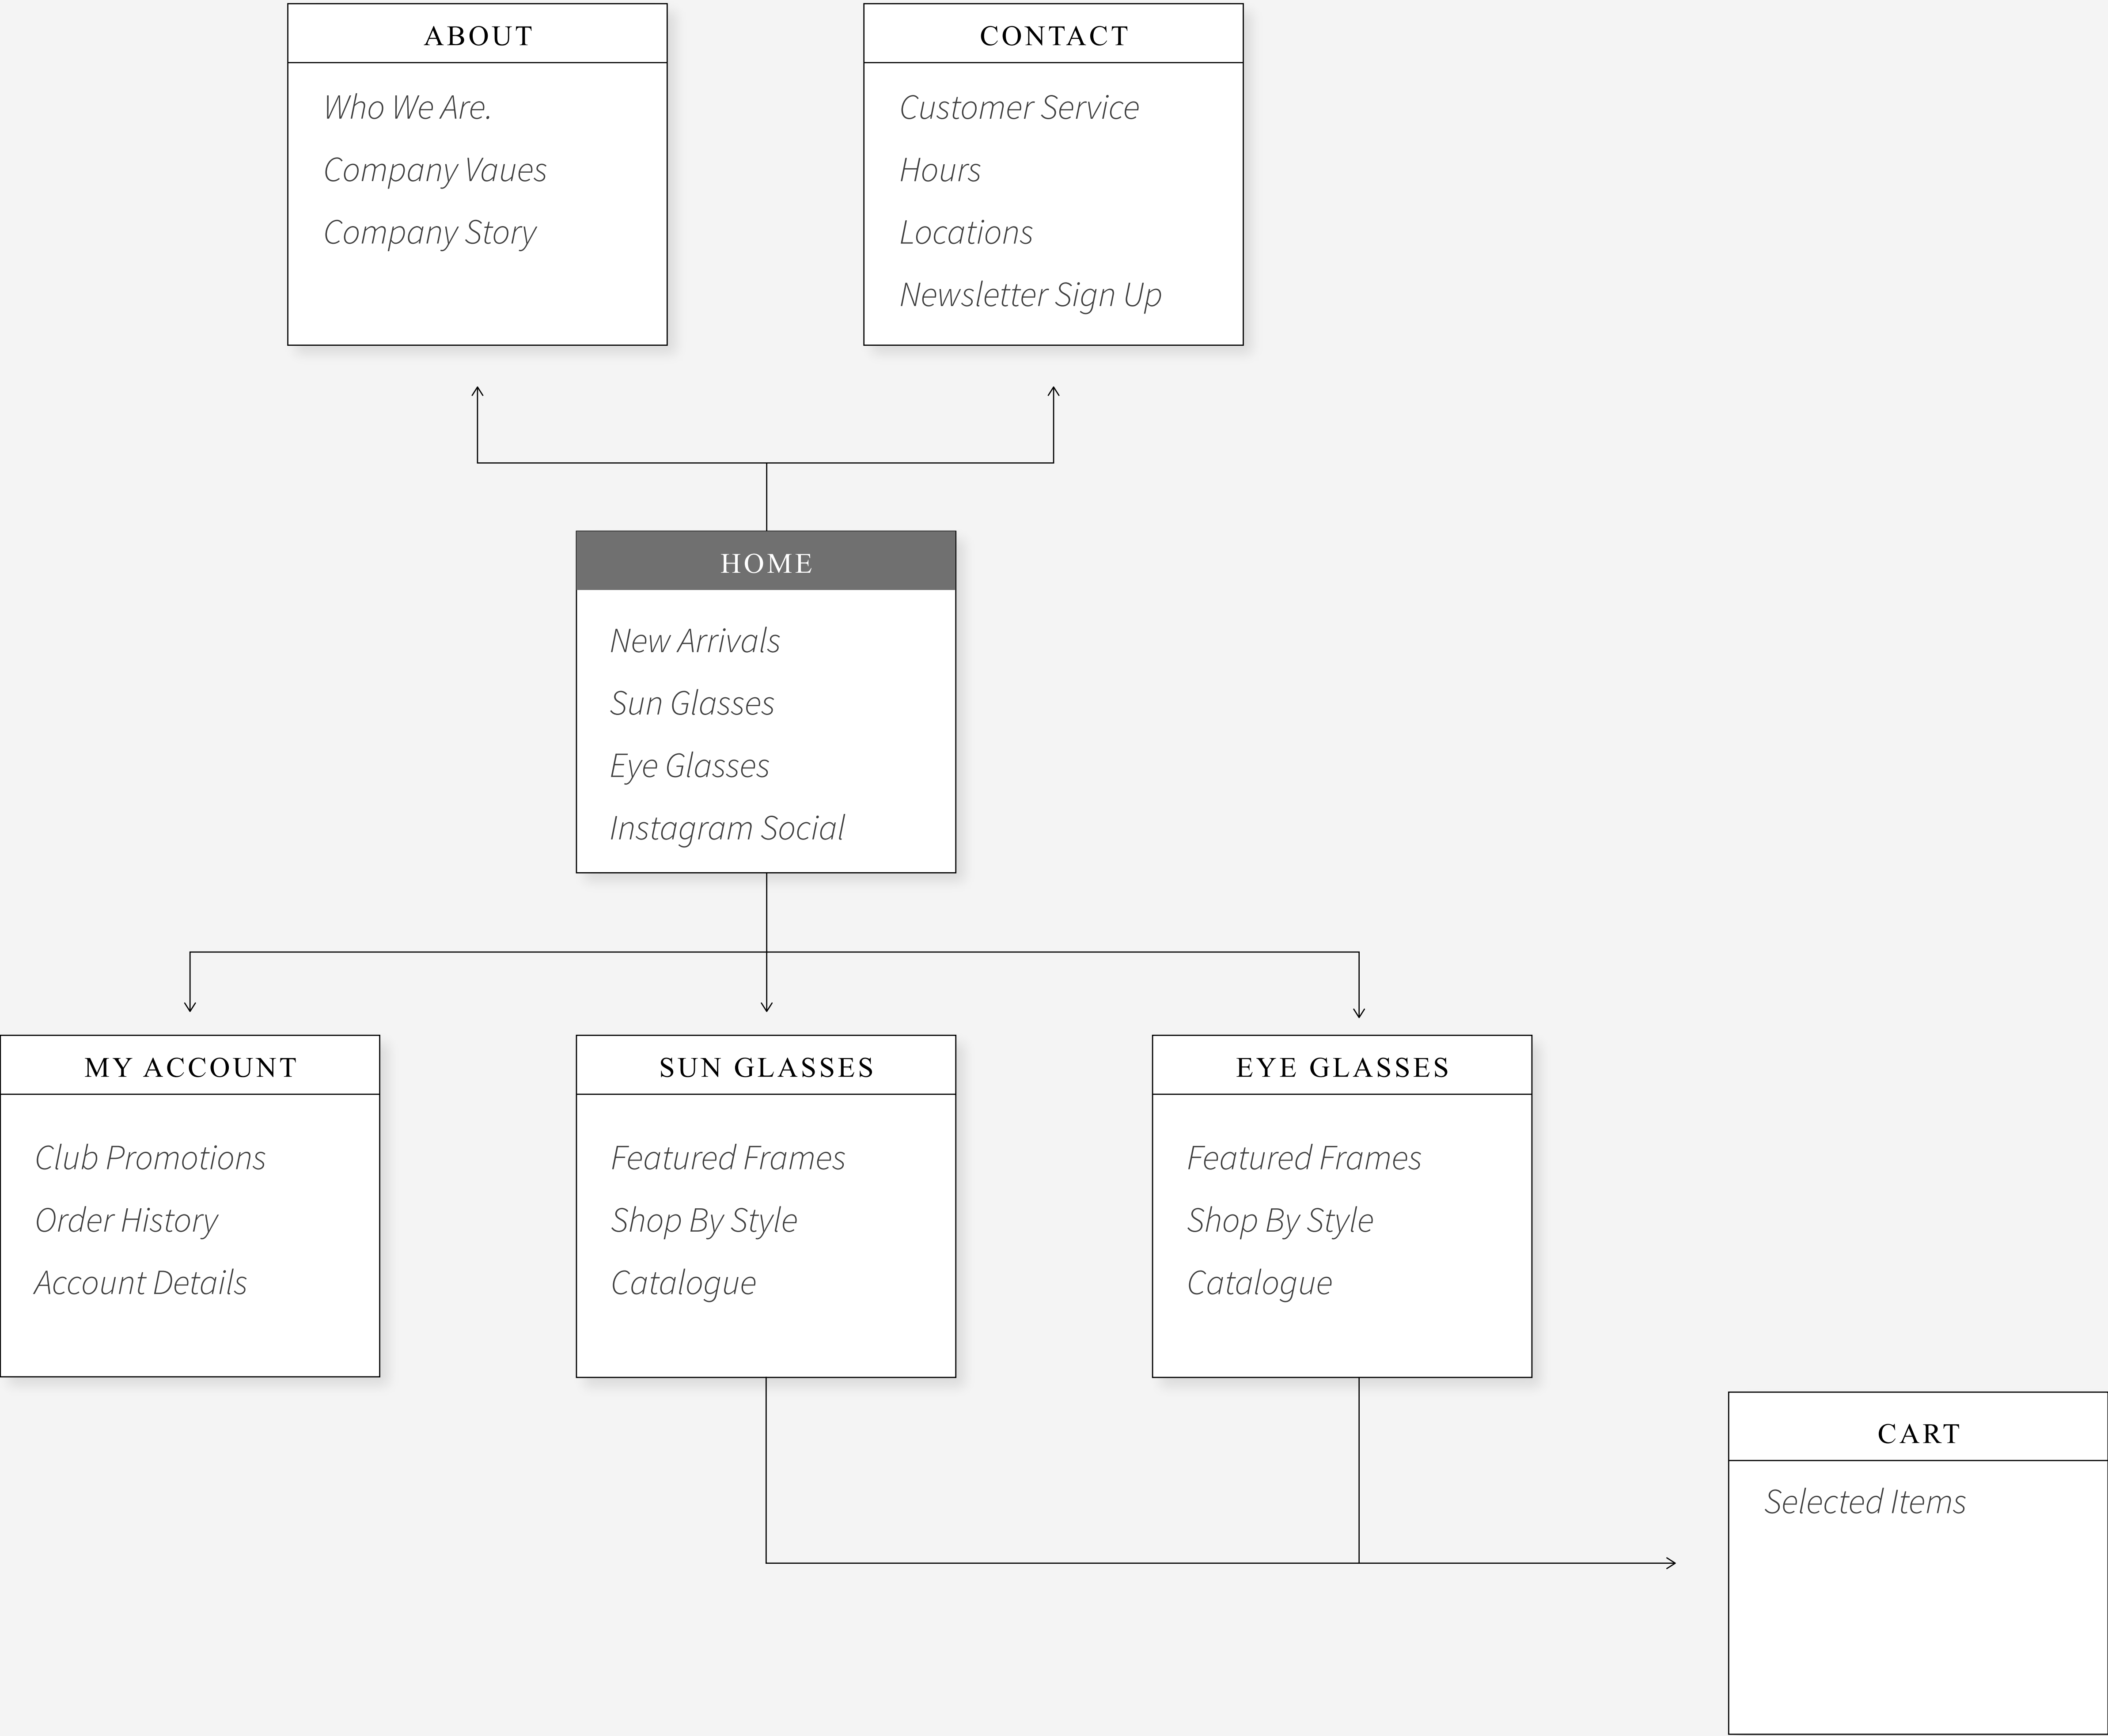 ABOUT
Who We Are.
Company Vaues
Company Story
CONTACT
Customer Service
Hours
Locations
Newsletter Sign Up
HOME
New Arrivals
Sun Glasses
Eye Glasses
Instagram Social
MY ACCOUNT
Club Promotions
Order History
Account Details
SUN GLASSES
Featured Frames
Shop By Style
Catalogue
EYE GLASSES
Featured Frames
Shop By Style
Catalogue
CART
Selected Items